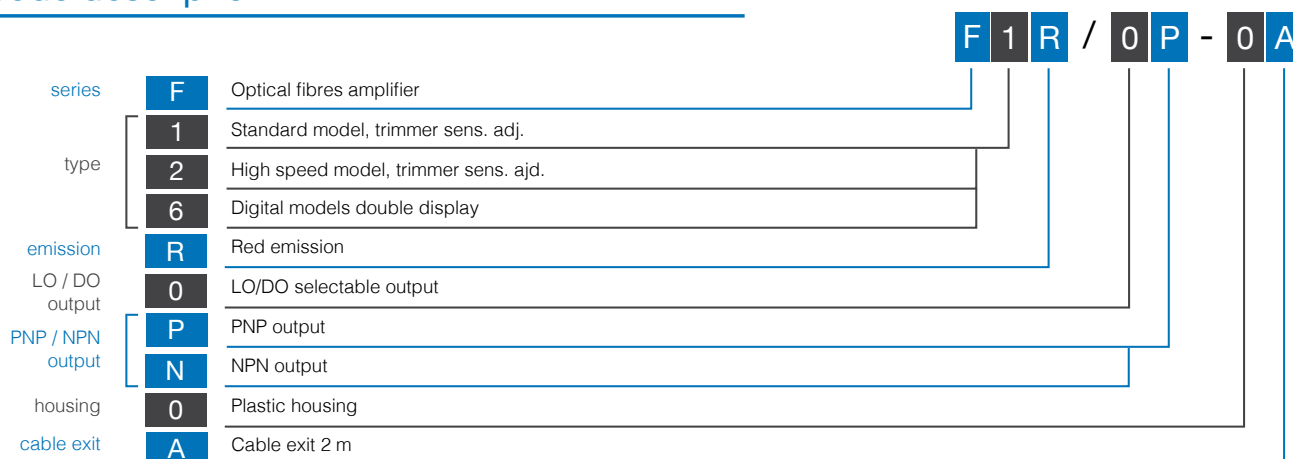 F 1 R / 0 P - 0 A
series F Optical fibres amplifier
1 Standard model, trimmer sens. adj.
type 2 High speed model, trimmer sens. ajd.
6 Digital models double display
emission R Red emission
LO / DO
output 0 LO/DO selectable output
P PNP output
PNP / NPN
output N NPN output
housing 0 Plastic housing
cable exit A Cable exit 2 m